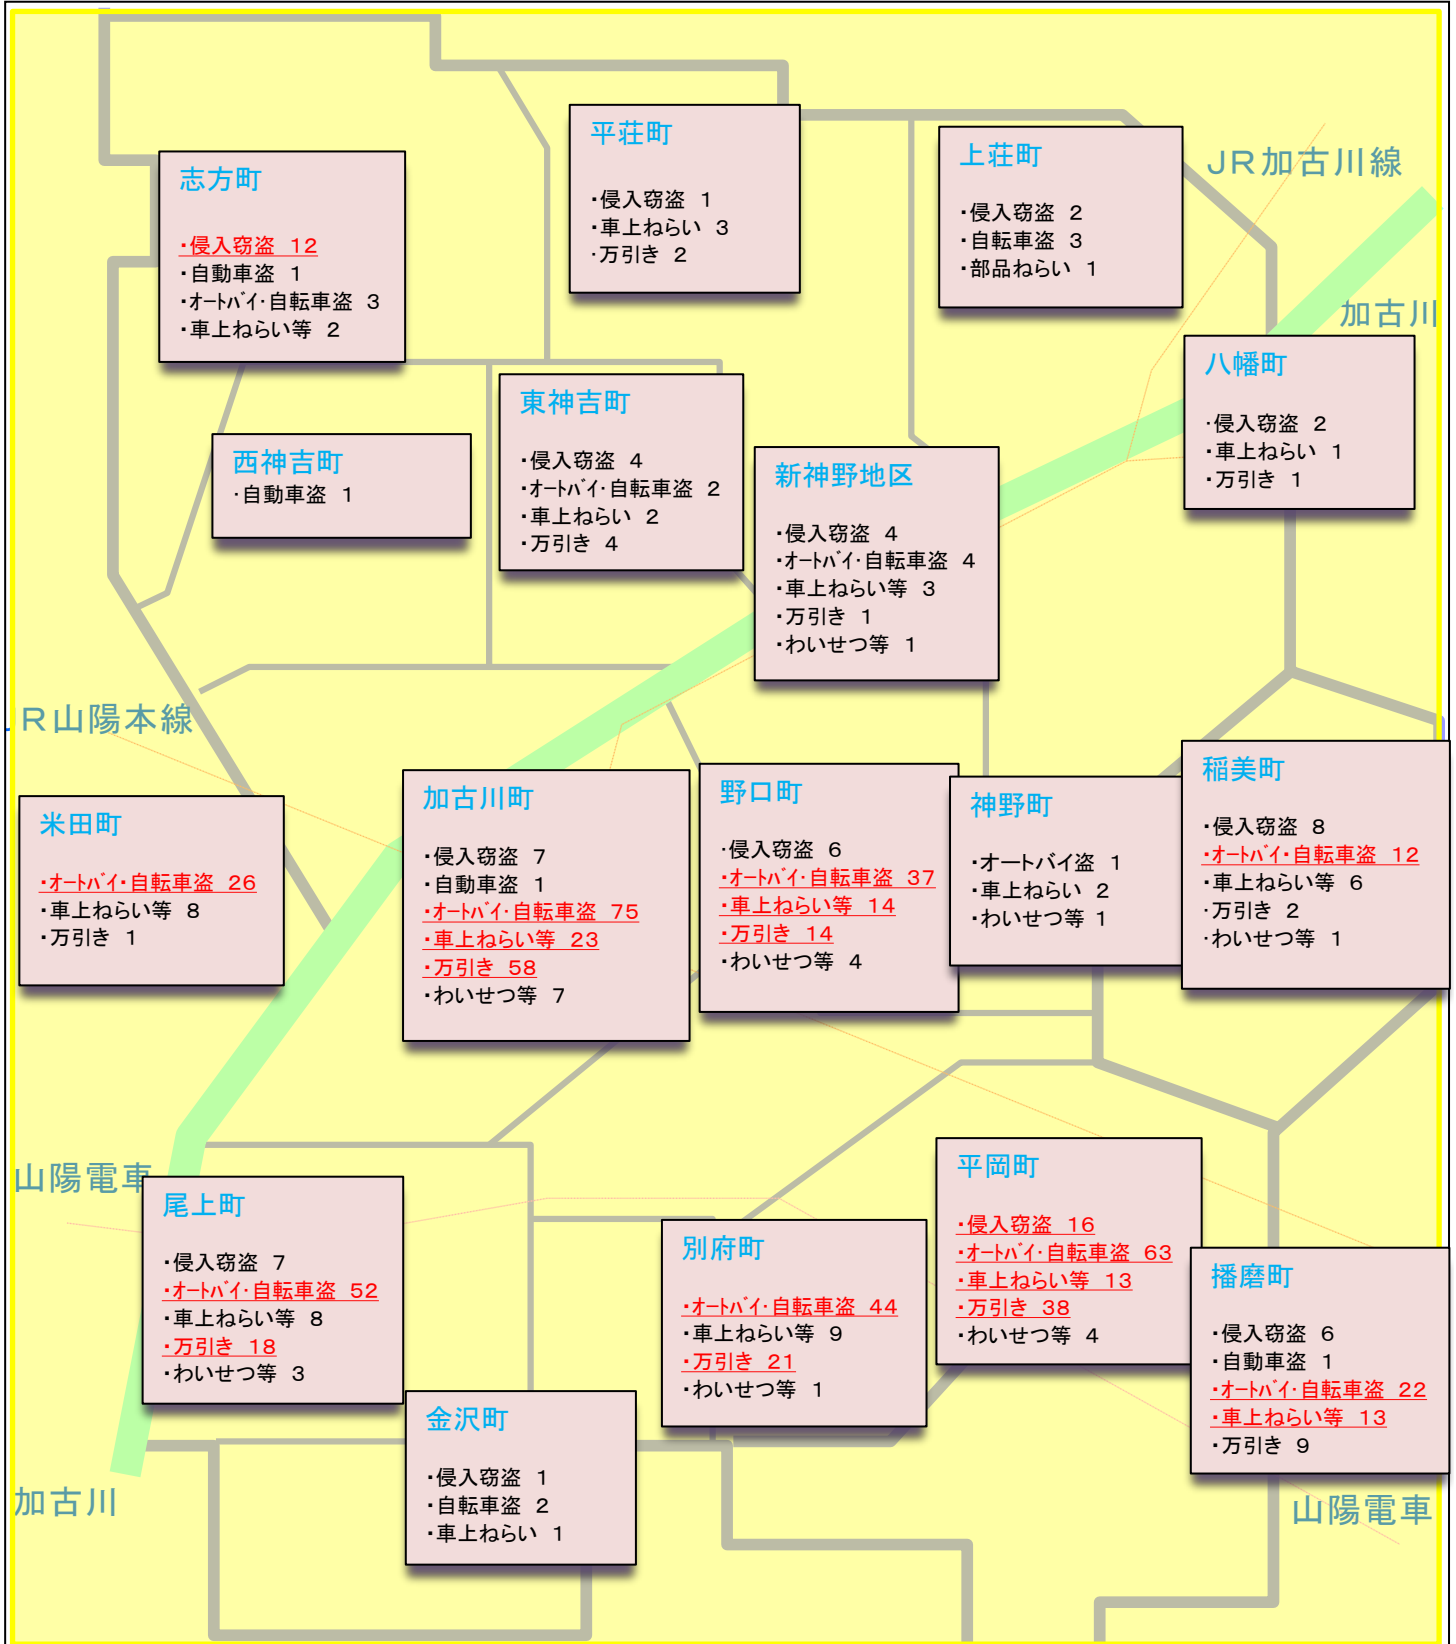 平荘町
・侵入窃盗 1
・車上ねらい 3
・万引き 2
上荘町
・侵入窃盗 2
・自転車盗 3
・部品ねらい 1
JR加古川線
志方町
・侵入窃盗 12
・自動車盗 1
・オートバイ・自転車盗 3
・車上ねらい等 2
加古川
八幡町
・侵入窃盗 2
・車上ねらい 1
・万引き 1
東神吉町
・侵入窃盗 4
・オートバイ・自転車盗 2
・車上ねらい 2
・万引き 4
西神吉町
・自動車盗 1
新神野地区
・侵入窃盗 4
・オートバイ・自転車盗 4
・車上ねらい等 3
・万引き 1
・わいせつ等 1
JR山陽本線
米田町
・オートバイ・自転車盗 26
・車上ねらい等 8
・万引き 1
加古川町
・侵入窃盗 7
・自動車盗 1
・オートバイ・自転車盗 75
・車上ねらい等 23
・万引き 58
・わいせつ等 7
野口町
・侵入窃盗 6
・オートバイ・自転車盗 37
・車上ねらい等 14
・万引き 14
・わいせつ等 4
神野町
・オートバイ盗 1
・車上ねらい 2
・わいせつ等 1
稲美町
・侵入窃盗 8
・オートバイ・自転車盗 12
・車上ねらい等 6
・万引き 2
・わいせつ等 1
山陽電車
尾上町
・侵入窃盗 7
・オートバイ・自転車盗 52
・車上ねらい等 8
・万引き 18
・わいせつ等 3
別府町
・オートバイ・自転車盗 44
・車上ねらい等 9
・万引き 21
・わいせつ等 1
平岡町
・侵入窃盗 16
・オートバイ・自転車盗 63
・車上ねらい等 13
・万引き 38
・わいせつ等 4
播磨町
・侵入窃盗 6
・自動車盗 1
・オートバイ・自転車盗 22
・車上ねらい等 13
・万引き 9
金沢町
・侵入窃盗 1
・自転車盗 2
・車上ねらい 1
加古川
山陽電車